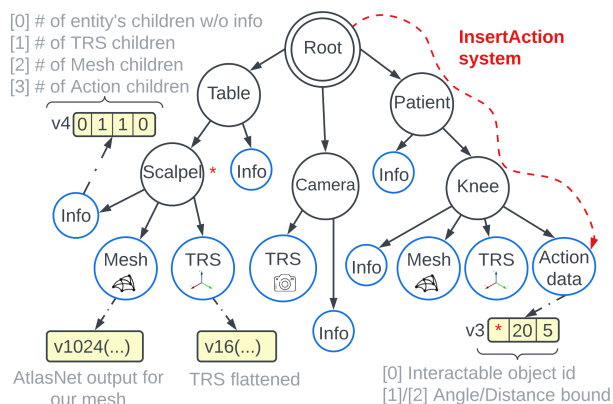 [0] # of entity's children w/o info
[1] # of TRS children
[2] # of Mesh children
[3] # of Action children
Root
InsertAction
system
Table
Patient
v4 0 1 1 0
Scalpel *
Info
Info
Camera
Knee
Info
Mesh
TRS
TRS
Info
Mesh
TRS
Action
data
Info
v3 * 20 5
v1024(...)
v16(...)
AtlasNet output for
our mesh
TRS flattened
[0] Interactable object id
[1]/[2] Angle/Distance bound